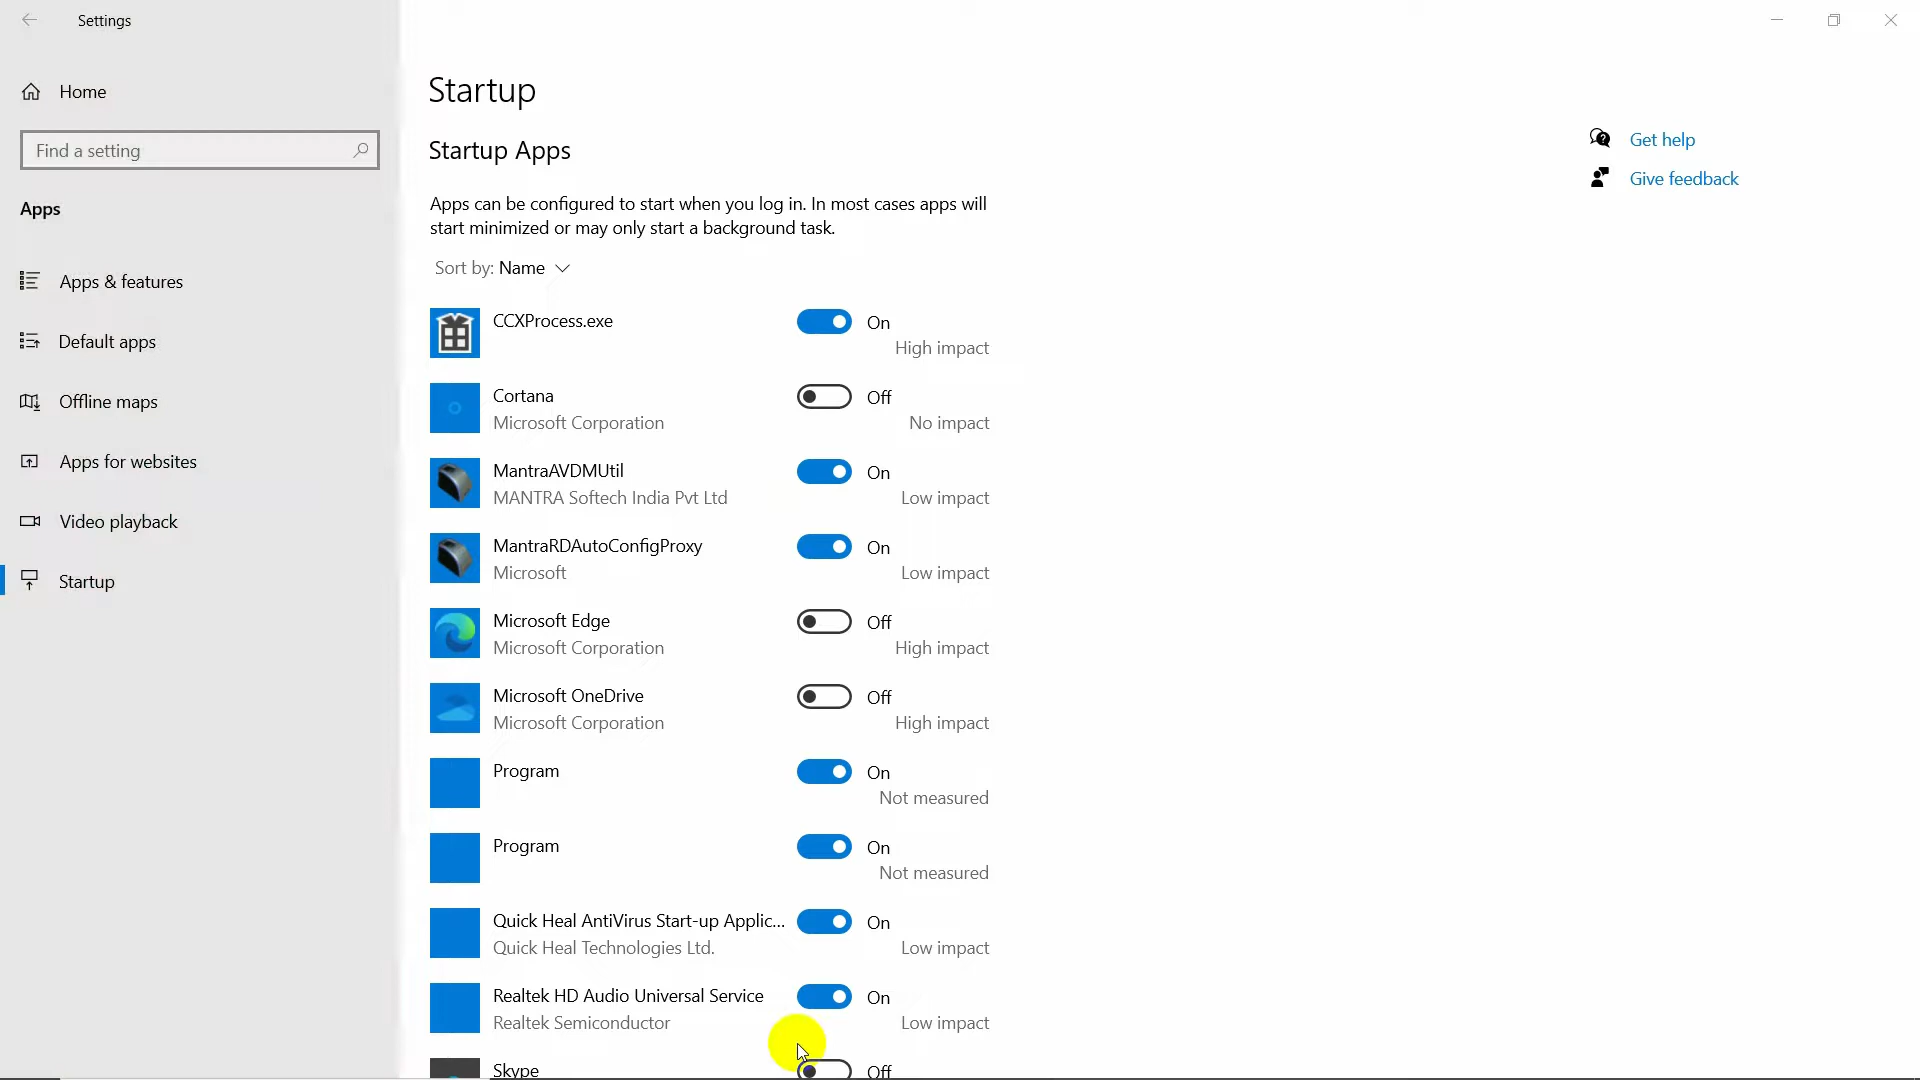 Settings
Home
Find a setting
Apps
Apps & features
Default apps
Offline maps
Apps for websites
Video playback
Startup
Startup
Startup Apps
Apps can be configured to start when you log in. In most cases apps will
start minimized or may only start a background task.
Sort by: Name
CCXProcess.exe
On
High impact
Cortana
Off
Microsoft Corporation
No impact
MantraAVDMUtil
On
MANTRA Softech India Pvt Ltd
Low impact
MantraRDAutoConfigProxy
On
Microsoft
Low impact
Microsoft Edge
Off
Microsoft Corporation
High impact
Microsoft OneDrive
Off
Microsoft Corporation
High impact
Program
On
Not measured
Program
On
Not measured
Quick Heal AntiVirus Start-up Applic...
On
Quick Heal Technologies Ltd.
Low impact
Realtek HD Audio Universal Service
On
Realtek Semiconductor
Low impact
Skype
Off
Get help
Give feedback